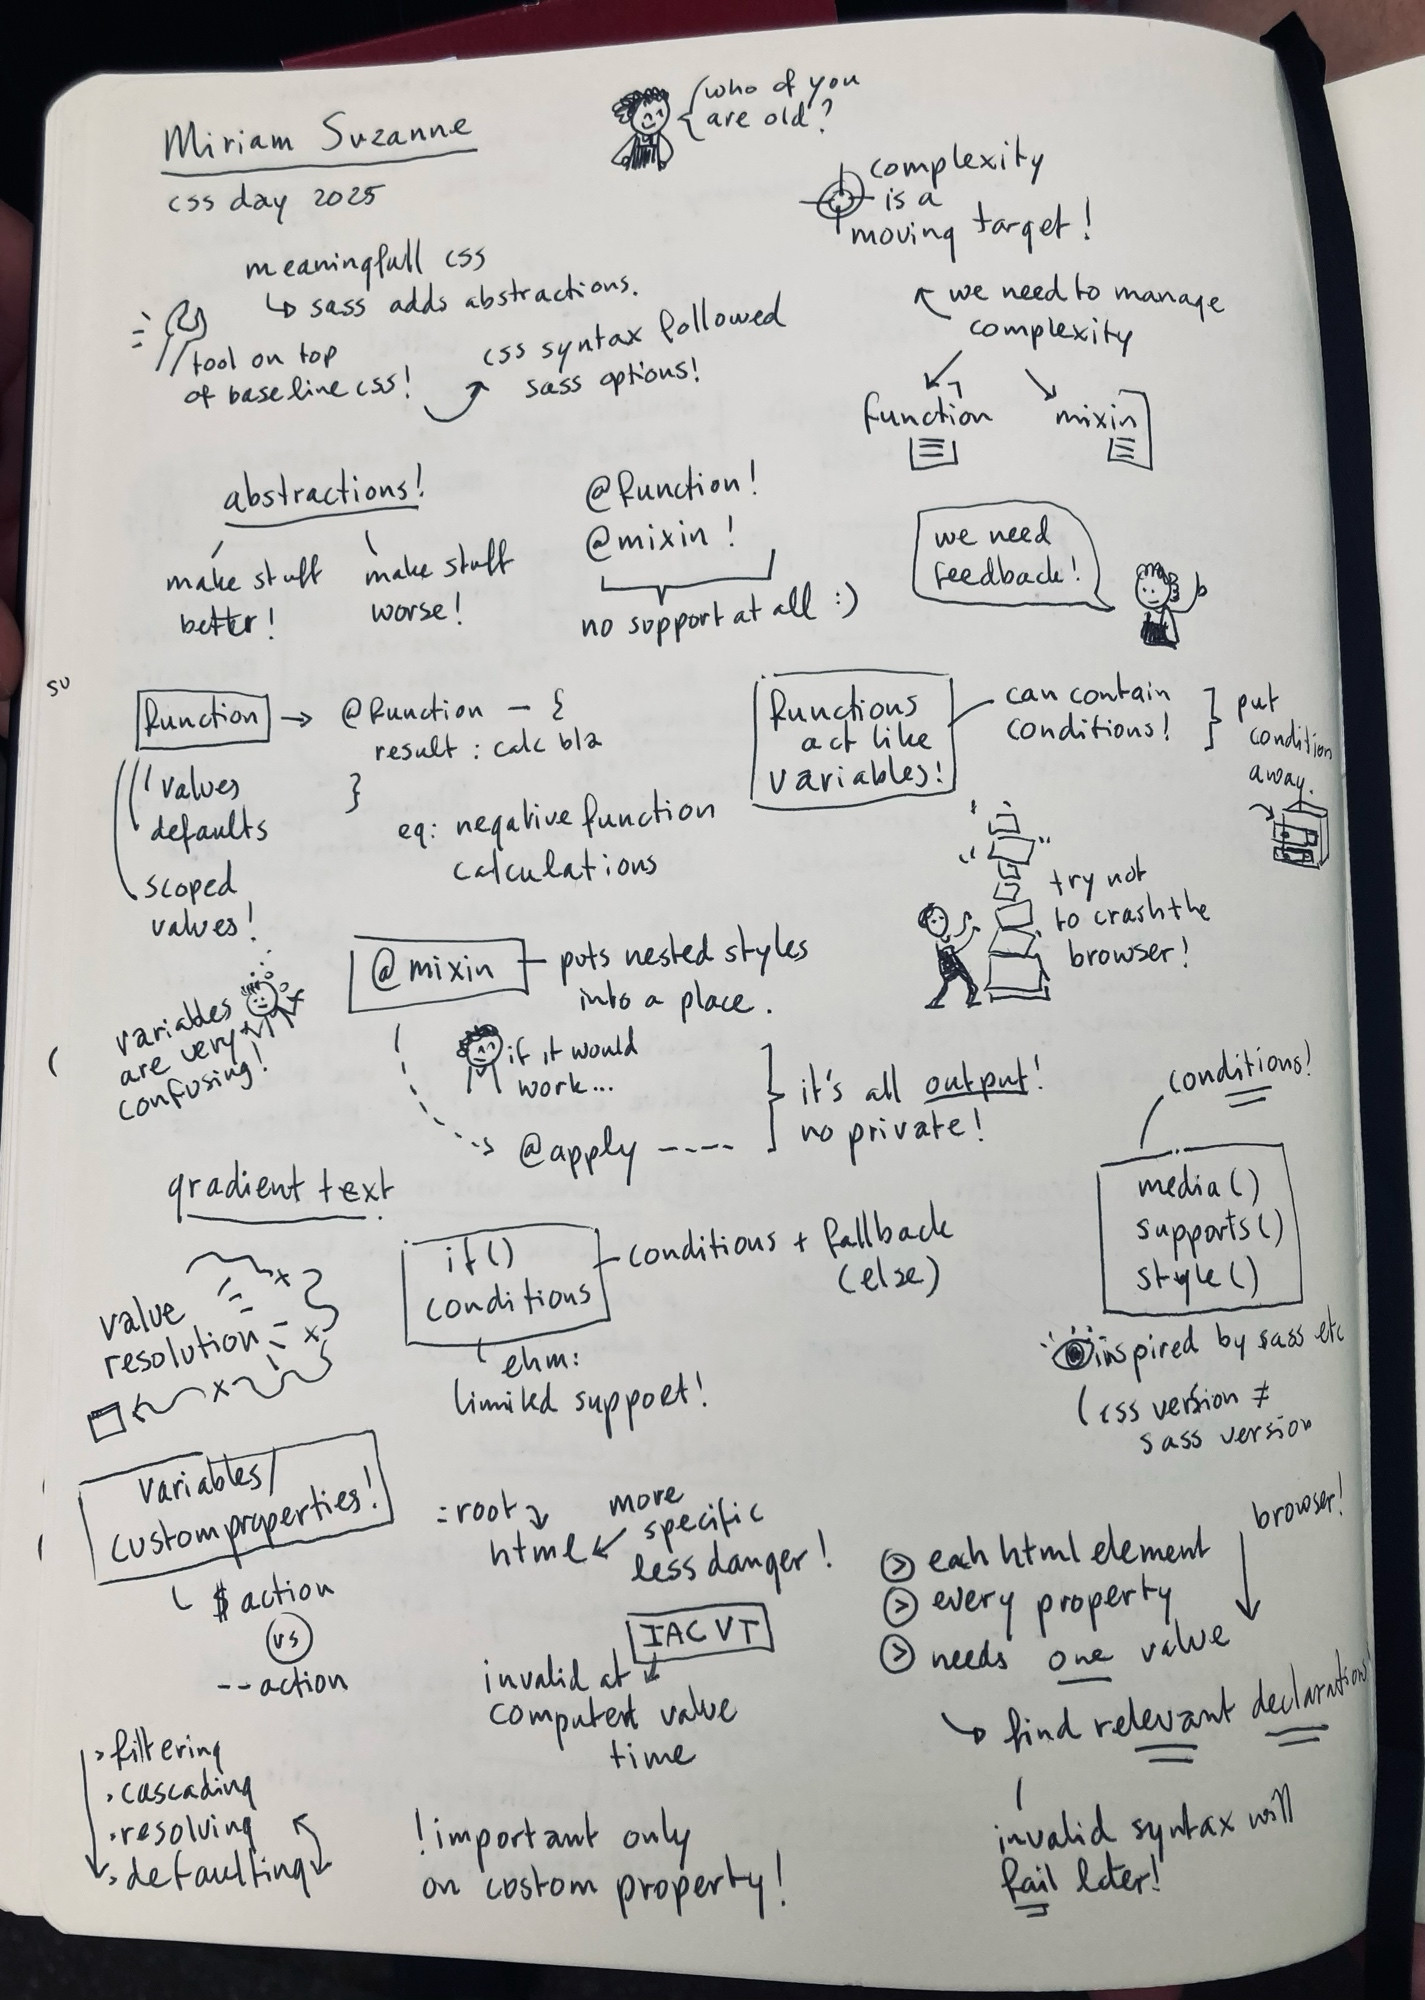 Miriam Suzanne
css day 2025
who of you
are old?
complexity
is a
moving target!
meaningfull css
↳ sass adds abstractions.
tool on top
of baseline css!
css syntax followed
sass options!
we need to manage
complexity
function
mixin
abstractions!
make stuff
better!
make stuff
worse!
@function!
@mixin!
no support at all :)
we need
feedback!
su
function → @function — {
result : calc bla
}
values
defaults
scoped
values!
eq: negative function
calculations
functions
act like
variables!
can contain
conditions!
put
condition
away.
try not
to crash the
browser!
variables
are very
confusing!
@mixin
puts nested styles
into a place.
if it would
work...
@apply ----
it's all output!
no private!
conditions!
media()
supports()
style()
inspired by sass etc
css version ≠
sass version
gradient text
value
resolution
if()
conditions
conditions + fallback
(else)
ehm:
limited support!
variables/
custom properties!
$ action
vs
--action
:root
html
more
specific
less danger!
IACVT
invalid at
computed value
time
browser!
> each html element
> every property
> needs one value
↳ find relevant declarations
invalid syntax will
fail later!
• filtering
• cascading
• resolving
• defaulting
!important only
on custom property!